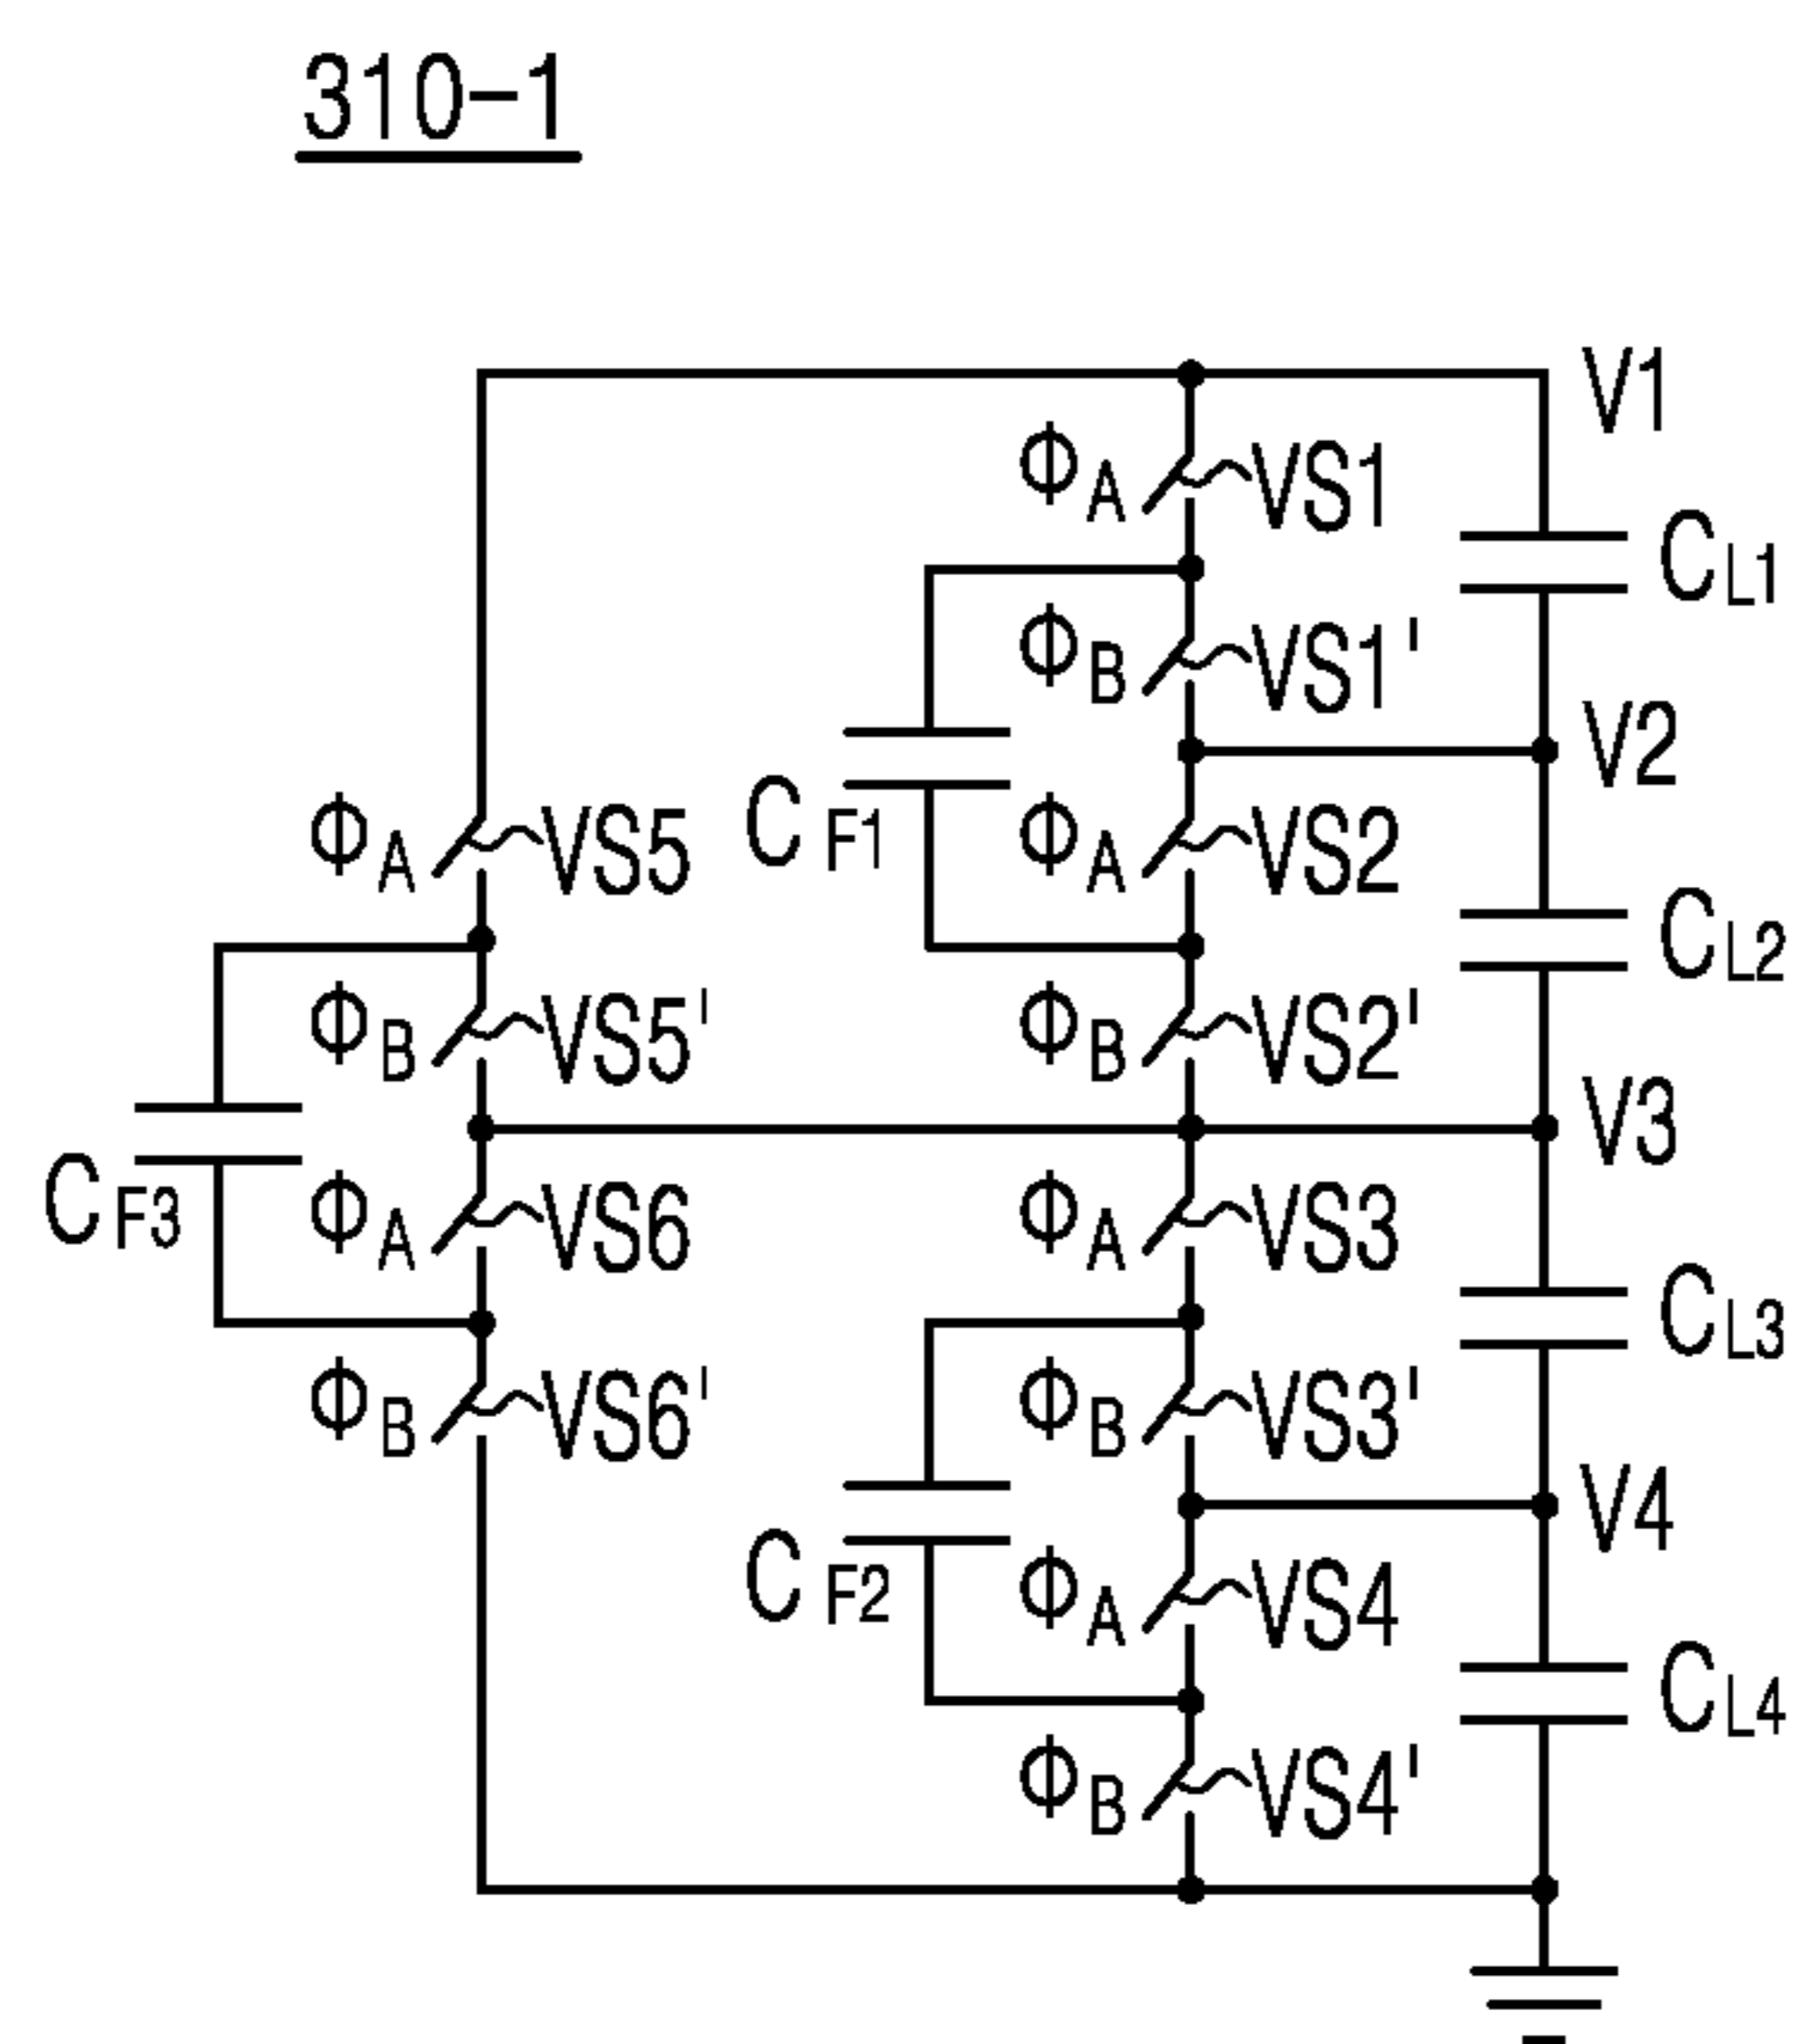 310-1
V1
ΦA VS1
CL1
ΦB VS1'
V2
CF1
ΦA VS5
ΦA VS2
CL2
ΦB VS5'
ΦB VS2'
V3
CF3
ΦA VS6
ΦA VS3
CL3
ΦB VS6'
ΦB VS3'
V4
CF2
ΦA VS4
CL4
ΦB VS4'